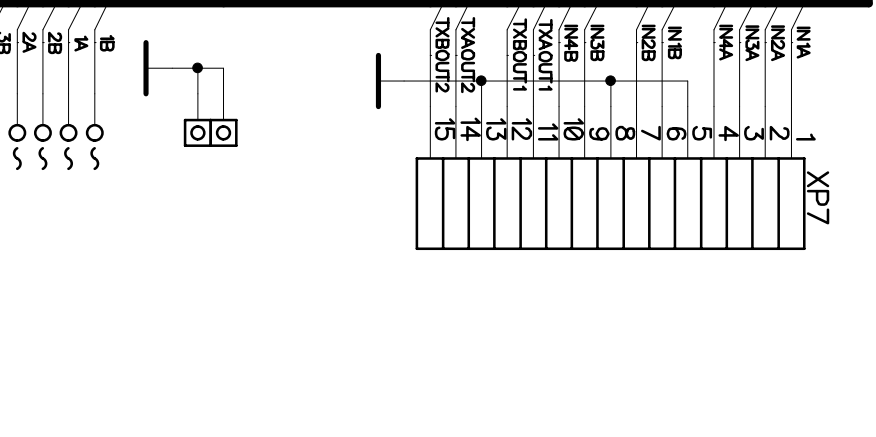 1B
1A
2B
2A
3B
TXBOUT2
TXAOUT2
TXBOUT1
TXAOUT1
IN4B
IN3B
IN2B
IN1B
IN4A
IN3A
IN2A
IN1A
15
14
13
12
11
10
9
8
7
6
5
4
3
2
1
XP7